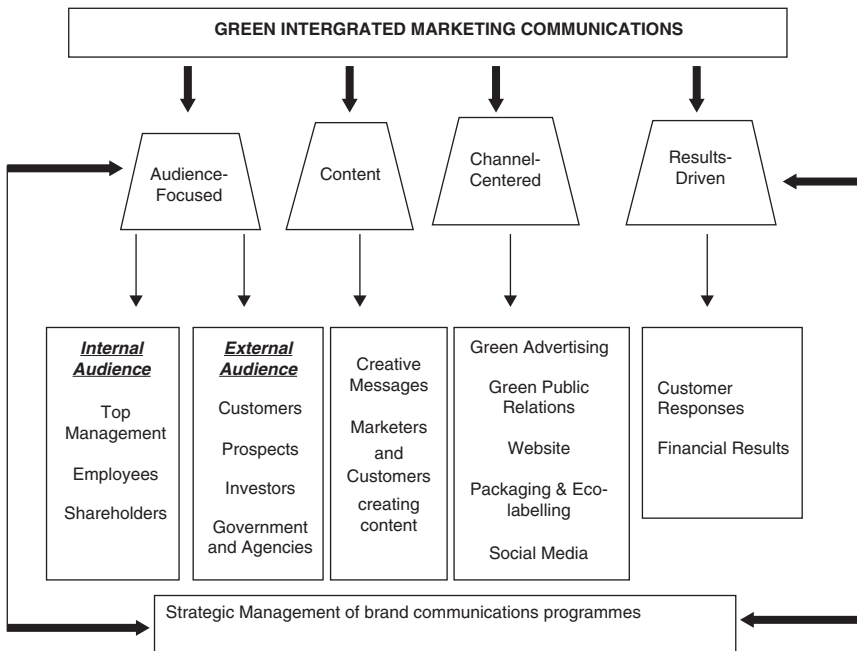 GREEN INTERGRATED MARKETING COMMUNICATIONS
Audience-
Focused
Content
Channel-
Centered
Results-
Driven
Internal
Audience
Top
Management
Employees
Shareholders
External
Audience
Customers
Prospects
Investors
Government
and Agencies
Creative
Messages
Marketers
and
Customers
creating
content
Green Advertising
Green Public
Relations
Website
Packaging & Eco-
labelling
Social Media
Customer
Responses
Financial Results
Strategic Management of brand communications programmes